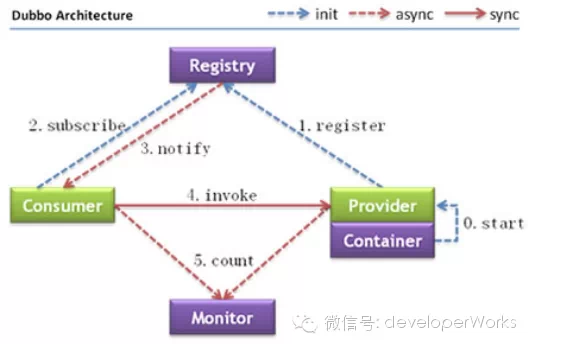 Dubbo Architecture
init
async
sync
Registry
2. subscribe
1. register
3. notify
Consumer
4. invoke
Provider
Container
0. start
5. count
Monitor
微信号: developerWorks